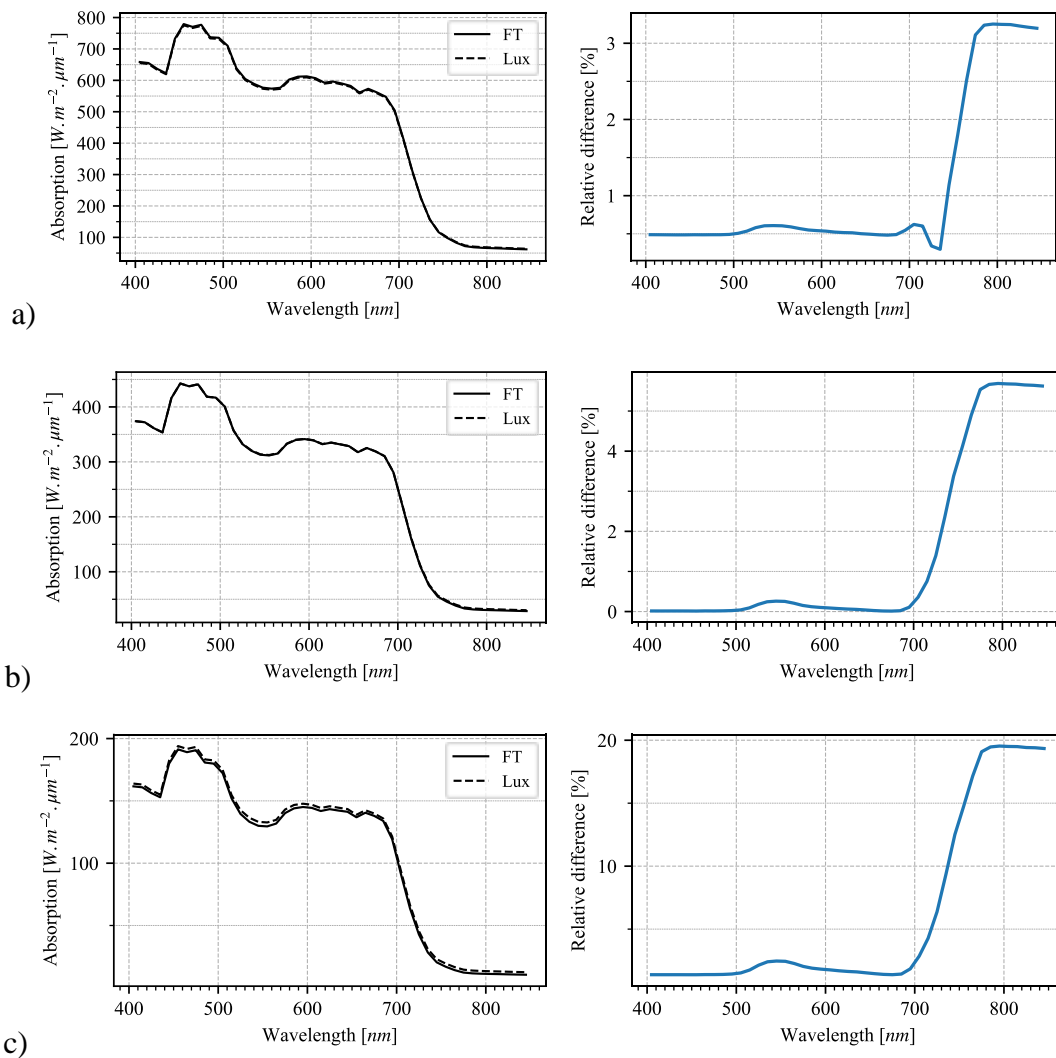 800
700
600
500
400
300
200
100
Absorption [W.m⁻².μm⁻¹]
FT
Lux
400 500 600 700 800
Wavelength [nm]
3
2
1
Relative difference [%]
400 500 600 700 800
Wavelength [nm]
a)
400
300
200
100
Absorption [W.m⁻².μm⁻¹]
FT
Lux
400 500 600 700 800
Wavelength [nm]
4
2
0
Relative difference [%]
400 500 600 700 800
Wavelength [nm]
b)
200
100
Absorption [W.m⁻².μm⁻¹]
FT
Lux
400 500 600 700 800
Wavelength [nm]
20
10
Relative difference [%]
400 500 600 700 800
Wavelength [nm]
c)